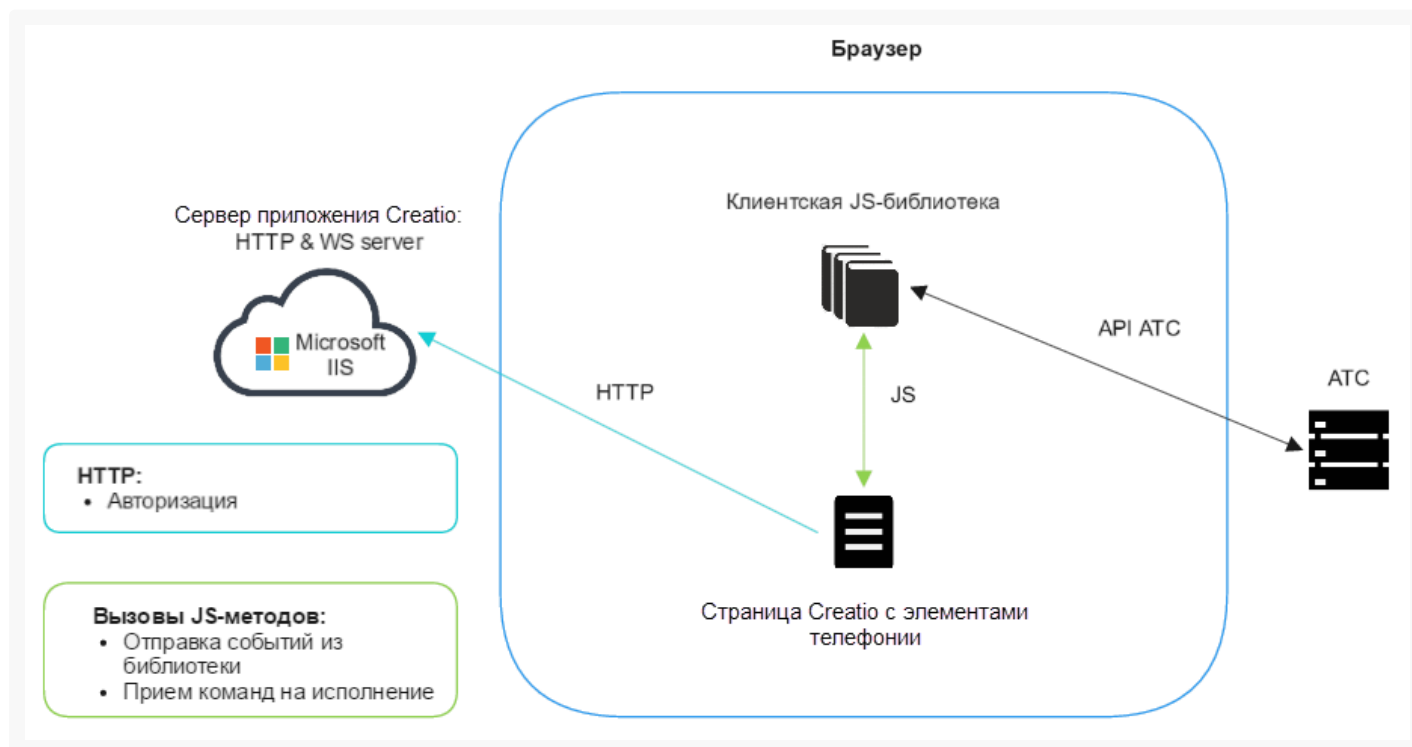 Браузер
Клиентская JS-библиотека
Сервер приложения Creatio:
HTTP & WS server
Microsoft
IIS
API АТС
АТС
HTTP
JS
HTTP:
• Авторизация
Страница Creatio с элементами
телефонии
Вызовы JS-методов:
• Отправка событий из
библиотеки
• Прием команд на исполнение